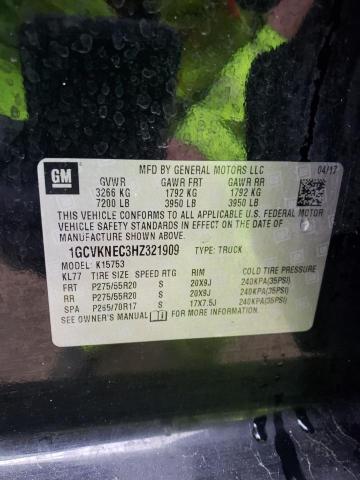 GM
MFD BY GENERAL MOTORS LLC 04/17
GVWR GAWR FRT GAWR RR
3266 KG 1792 KG 1792 KG
7200 LB 3950 LB 3950 LB
THIS VEHICLE CONFORMS TO ALL APPLICABLE U.S. FEDERAL MOTOR
VEHICLE SAFETY STANDARDS IN EFFECT ON THE DATE OF
MANUFACTURE SHOWN ABOVE.
1GCVKNEC3HZ321909 TYPE: TRUCK
MODEL: K15753
KL77 TIRE SIZE SPEED RTG RIM COLD TIRE PRESSURE
FRT P275/55R20 S 20X9J 240KPA(35PSI)
RR P275/55R20 S 20X9J 240KPA(35PSI)
SPA P265/70R17 S 17X7.5J 240KPA(35PSI)
SEE OWNER'S MANUAL FOR MORE INFORMATION.